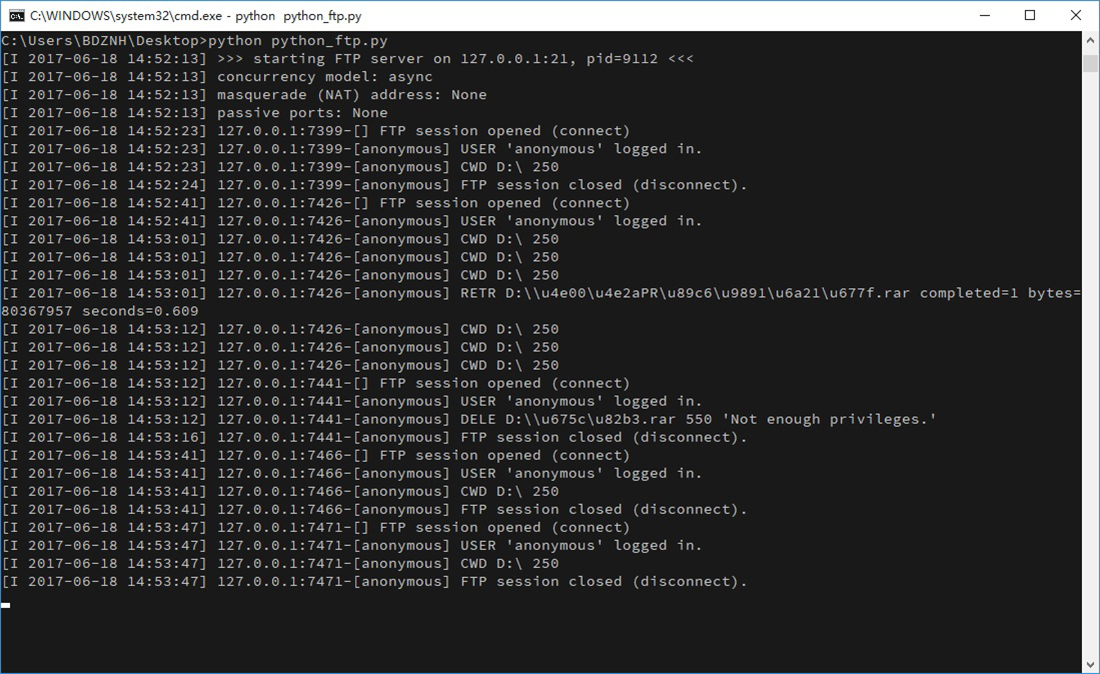 C:\WINDOWS\system32\cmd.exe - python  python_ftp.py
C:\Users\BDZNH\Desktop>python python_ftp.py
[I 2017-06-18 14:52:13] >>> starting FTP server on 127.0.0.1:21, pid=9112 <<<
[I 2017-06-18 14:52:13] concurrency model: async
[I 2017-06-18 14:52:13] masquerade (NAT) address: None
[I 2017-06-18 14:52:13] passive ports: None
[I 2017-06-18 14:52:23] 127.0.0.1:7399-[] FTP session opened (connect)
[I 2017-06-18 14:52:23] 127.0.0.1:7399-[anonymous] USER 'anonymous' logged in.
[I 2017-06-18 14:52:23] 127.0.0.1:7399-[anonymous] CWD D:\ 250
[I 2017-06-18 14:52:24] 127.0.0.1:7399-[anonymous] FTP session closed (disconnect).
[I 2017-06-18 14:52:41] 127.0.0.1:7426-[] FTP session opened (connect)
[I 2017-06-18 14:52:41] 127.0.0.1:7426-[anonymous] USER 'anonymous' logged in.
[I 2017-06-18 14:53:01] 127.0.0.1:7426-[anonymous] CWD D:\ 250
[I 2017-06-18 14:53:01] 127.0.0.1:7426-[anonymous] CWD D:\ 250
[I 2017-06-18 14:53:01] 127.0.0.1:7426-[anonymous] CWD D:\ 250
[I 2017-06-18 14:53:01] 127.0.0.1:7426-[anonymous] RETR D:\\u4e00\u4e2aPR\u89c6\u9891\u6a21\u677f.rar completed=1 bytes=
80367957 seconds=0.609
[I 2017-06-18 14:53:12] 127.0.0.1:7426-[anonymous] CWD D:\ 250
[I 2017-06-18 14:53:12] 127.0.0.1:7426-[anonymous] CWD D:\ 250
[I 2017-06-18 14:53:12] 127.0.0.1:7426-[anonymous] CWD D:\ 250
[I 2017-06-18 14:53:12] 127.0.0.1:7441-[] FTP session opened (connect)
[I 2017-06-18 14:53:12] 127.0.0.1:7441-[anonymous] USER 'anonymous' logged in.
[I 2017-06-18 14:53:12] 127.0.0.1:7441-[anonymous] DELE D:\\u675c\u82b3.rar 550 'Not enough privileges.'
[I 2017-06-18 14:53:16] 127.0.0.1:7441-[anonymous] FTP session closed (disconnect).
[I 2017-06-18 14:53:41] 127.0.0.1:7466-[] FTP session opened (connect)
[I 2017-06-18 14:53:41] 127.0.0.1:7466-[anonymous] USER 'anonymous' logged in.
[I 2017-06-18 14:53:41] 127.0.0.1:7466-[anonymous] CWD D:\ 250
[I 2017-06-18 14:53:41] 127.0.0.1:7466-[anonymous] FTP session closed (disconnect).
[I 2017-06-18 14:53:47] 127.0.0.1:7471-[] FTP session opened (connect)
[I 2017-06-18 14:53:47] 127.0.0.1:7471-[anonymous] USER 'anonymous' logged in.
[I 2017-06-18 14:53:47] 127.0.0.1:7471-[anonymous] CWD D:\ 250
[I 2017-06-18 14:53:47] 127.0.0.1:7471-[anonymous] FTP session closed (disconnect).